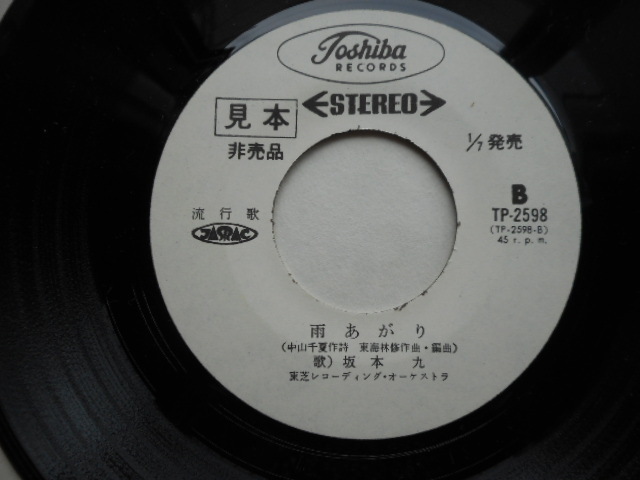 Toshiba
RECORDS
STEREO
見本
非売品
1/7 発売
B
TP-2598
(TP-2598-B)
45 r. p. m.
流行歌
JASRAC
雨あがり
(中山千夏作詩 東海林修作曲・編曲)
歌) 坂本 九
東芝レコーディング・オーケストラ